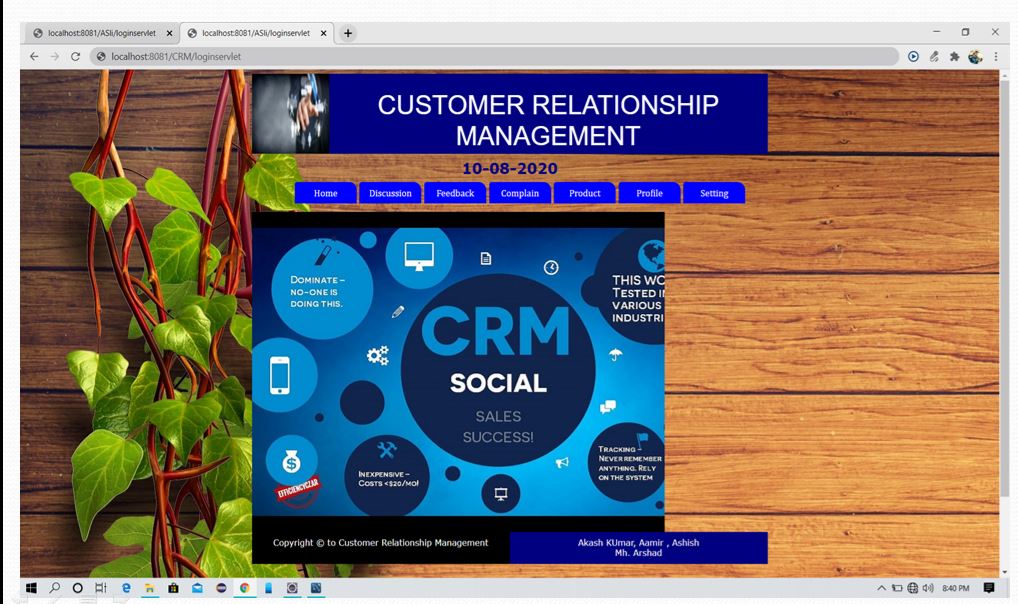 localhost:8081/ASli/loginservlet
localhost:8081/ASli/loginservlet
localhost:8081/CRM/loginservlet
CUSTOMER RELATIONSHIP
MANAGEMENT
10-08-2020
Home Discussion Feedback Complain Product Profile Setting
DOMINATE –
NO-ONE IS
DOING THIS.
THIS WO
TESTED I
VARIOUS
INDUSTRI
CRM
SOCIAL
SALES
SUCCESS!
EFFICIENCYCZAR
INEXPENSIVE –
COSTS <$20/MO!
TRACKING –
NEVER REMEMBER
ANYTHING. RELY
ON THE SYSTEM
Copyright © to Customer Relationship Management
Akash KUmar, Aamir , Ashish
Mh. Arshad
8:40 PM